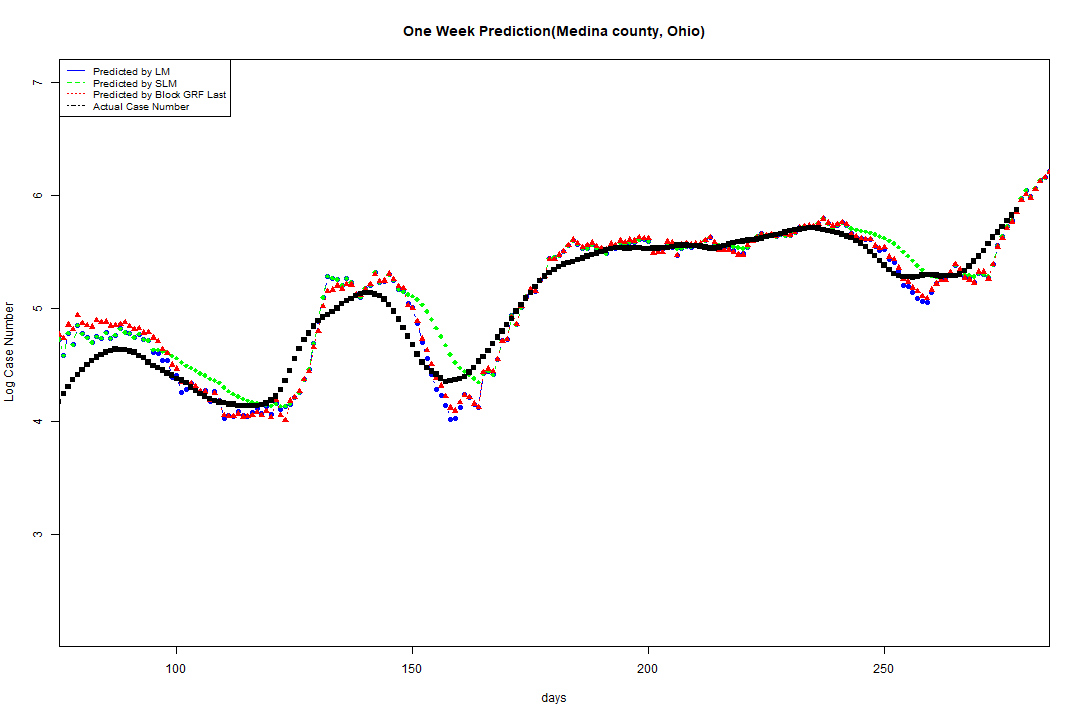 One Week Prediction(Medina county, Ohio)
Predicted by LM
Predicted by SLM
Predicted by Block GRF Last
Actual Case Number
7
6
5
4
3
Log Case Number
100
150
200
250
days